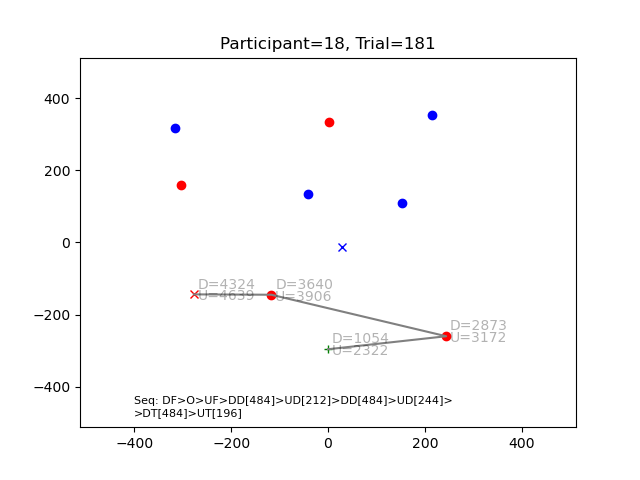 Participant=18, Trial=181
400
200
0
−200
−400
D=4324
U=4639
D=3640
U=3906
D=2873
U=3172
D=1054
U=2322
Seq: DF>O>UF>DD[484]>UD[212]>DD[484]>UD[244]>
>DT[484]>UT[196]
−400 −200 0 200 400